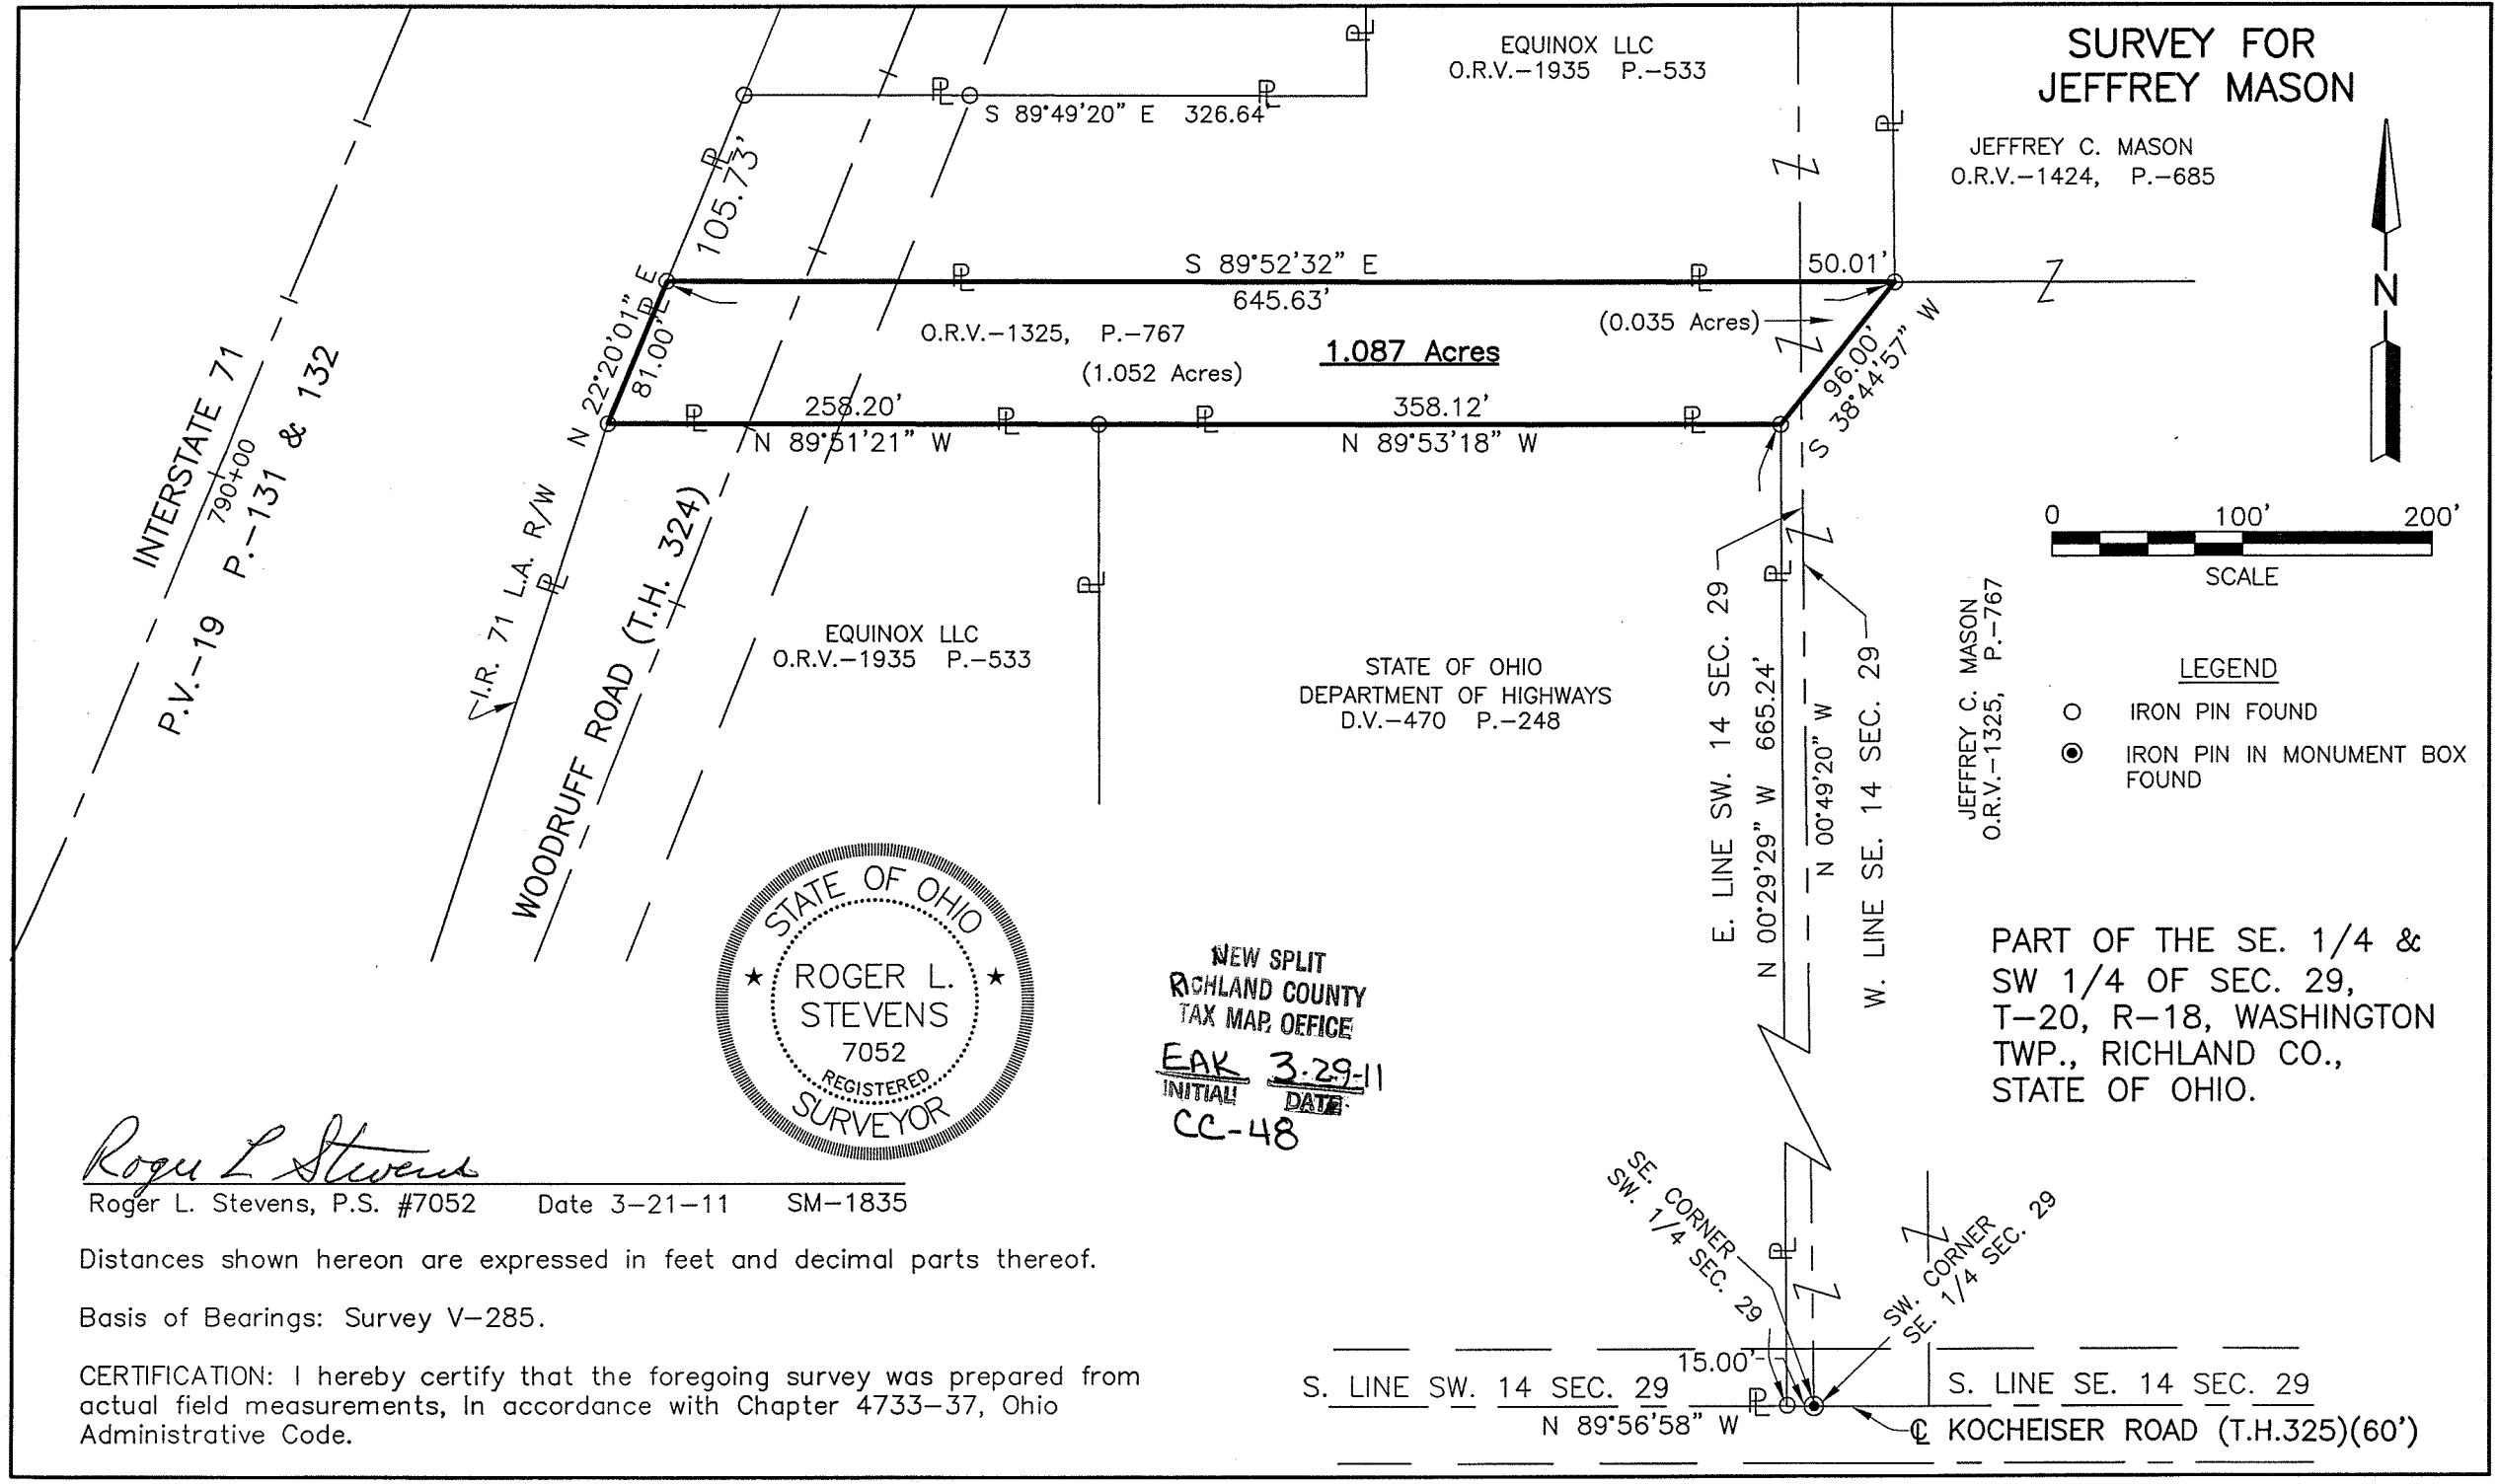 SURVEY FOR
JEFFREY MASON
EQUINOX LLC
O.R.V.-1935 P.-533
JEFFREY C. MASON
O.R.V.-1424, P.-685
S 89°49'20" E 326.64'
105.73'
S 89°52'32" E
645.63'
50.01'
N 22°20'01" E
81.00'
O.R.V.-1325, P.-767
(1.052 Acres)
1.087 Acres
(0.035 Acres)
96.00'
S 38°44'57" W
258.20'
N 89°51'21" W
358.12'
N 89°53'18" W
N
0 100' 200'
SCALE
INTERSTATE 71
790+00
P.V.-19 P.-131 & 132
I.R. 71 L.A. R/W
WOODRUFF ROAD (T.H. 324)
EQUINOX LLC
O.R.V.-1935 P.-533
STATE OF OHIO
DEPARTMENT OF HIGHWAYS
D.V.-470 P.-248
E. LINE SW. 14 SEC. 29
N 00°29'29" W 665.24'
N 00°49'20" W
W. LINE SE. 14 SEC. 29
JEFFREY C. MASON
O.R.V.-1325, P.-767
LEGEND
IRON PIN FOUND
IRON PIN IN MONUMENT BOX
FOUND
PART OF THE SE. 1/4 &
SW 1/4 OF SEC. 29,
T-20, R-18, WASHINGTON
TWP., RICHLAND CO.,
STATE OF OHIO.
STATE OF OHIO
ROGER L.
STEVENS
7052
REGISTERED
SURVEYOR
NEW SPLIT
RICHLAND COUNTY
TAX MAP OFFICE
EAK 3-29-11
INITIAL DATE
CC-48
Roger L Stevens
Roger L. Stevens, P.S. #7052 Date 3-21-11 SM-1835
Distances shown hereon are expressed in feet and decimal parts thereof.
Basis of Bearings: Survey V-285.
CERTIFICATION: I hereby certify that the foregoing survey was prepared from
actual field measurements, In accordance with Chapter 4733-37, Ohio
Administrative Code.
SE. CORNER
SW. 1/4 SEC. 29
SW. CORNER
SE. 1/4 SEC. 29
15.00'
S. LINE SW. 14 SEC. 29
S. LINE SE. 14 SEC. 29
N 89°56'58" W
℄ KOCHEISER ROAD (T.H.325)(60')